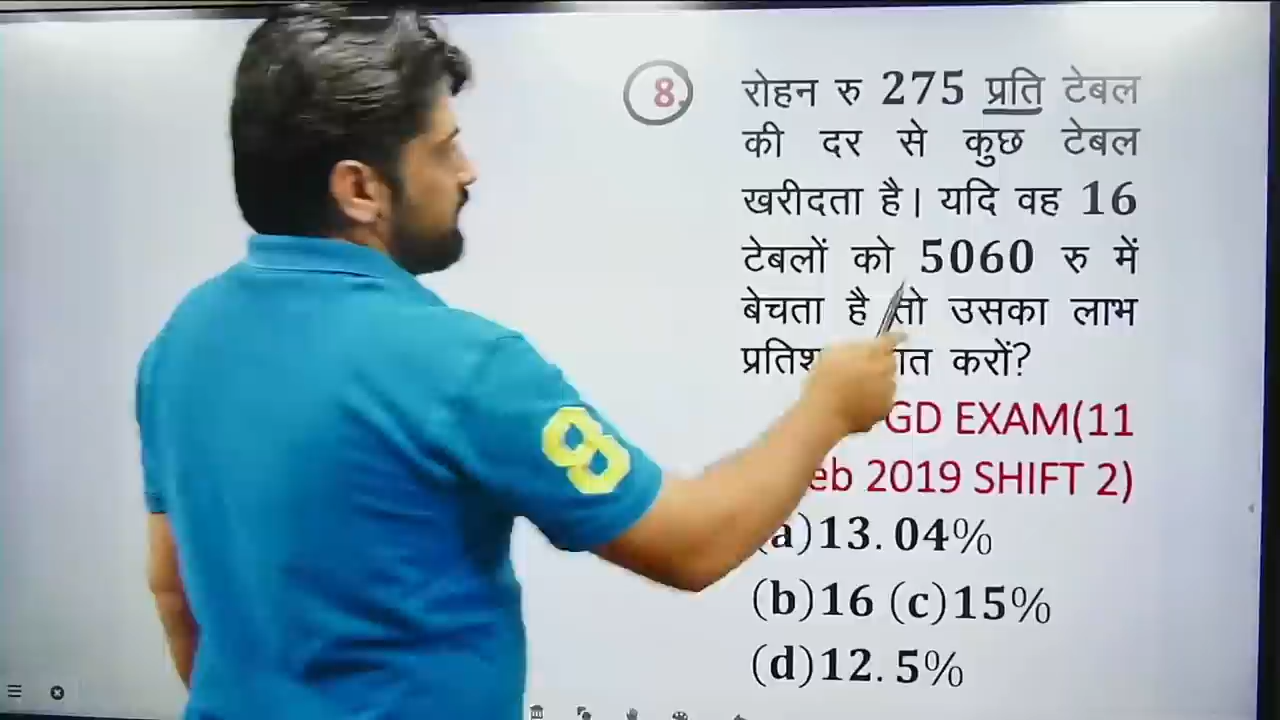 8. रोहन रु 275 प्रति टेबल
की दर से कुछ टेबल
खरीदता है। यदि वह 16
टेबलों को 5060 रु में
बेचता है तो उसका लाभ
करों?
GD EXAM(11
2019 SHIFT 2)
(a)13.04%
(b)16 (c)15%
(d)12.5%
8